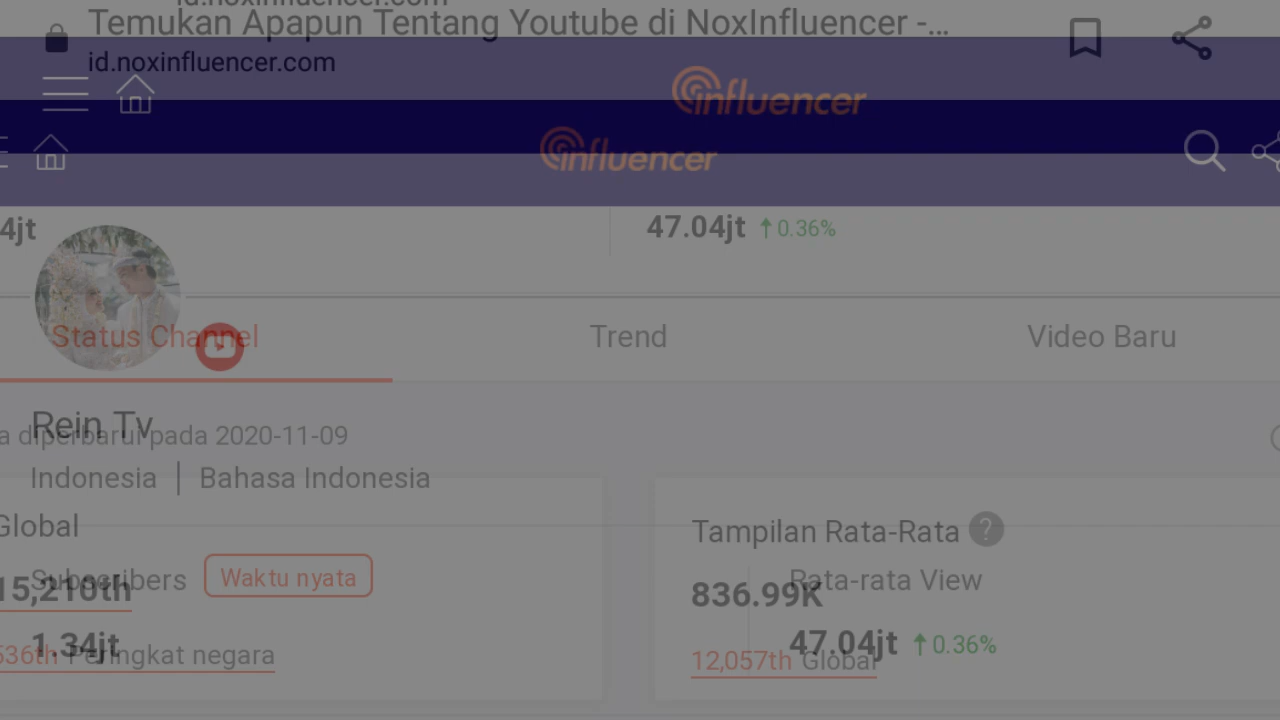 id.noxinfluencer.com
Temukan Apapun Tentang Youtube di NoxInfluencer -...
id.noxinfluencer.com
influencer
influencer
4jt
47.04jt 0.36%
Status Channel Trend Video Baru
Rein Tv
a diperbarui pada 2020-11-09
Indonesia | Bahasa Indonesia
Global
Tampilan Rata-Rata ?
Subscribers Waktu nyata
Rata-rata View
15,210th
836.99K
1.34jt
47.04jt 0.36%
536th Peringkat negara
12,057th Global